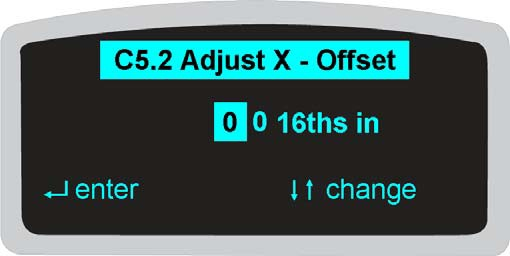 C5.2 Adjust X - Offset
0 0 16ths in
↵ enter ↓↑ change